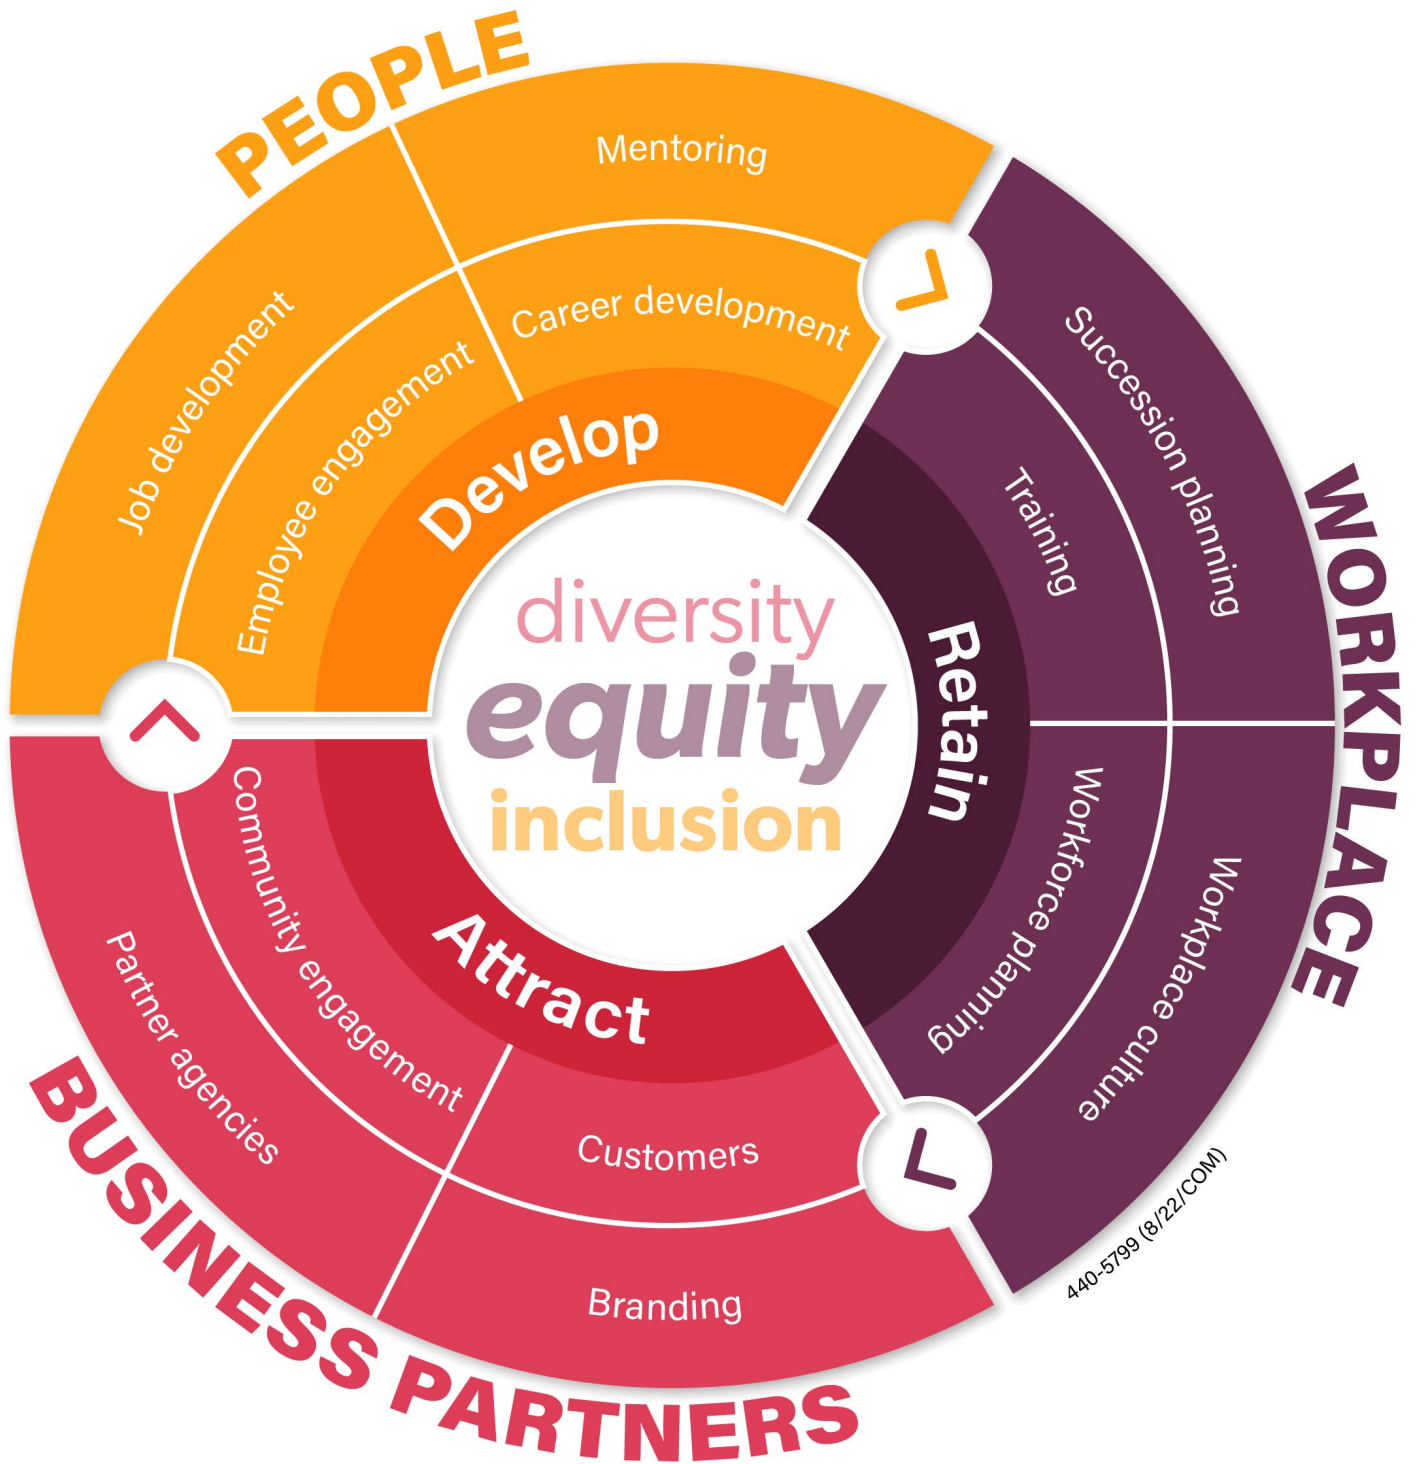 PEOPLE
Mentoring
Career development
Job development
Employee engagement
Develop
WORKPLACE
Succession planning
Training
Retain
Workforce planning
Workplace culture
diversity
equity
inclusion
Attract
Community engagement
Partner agencies
Customers
Branding
BUSINESS PARTNERS
440-5799 (8/22/COM)